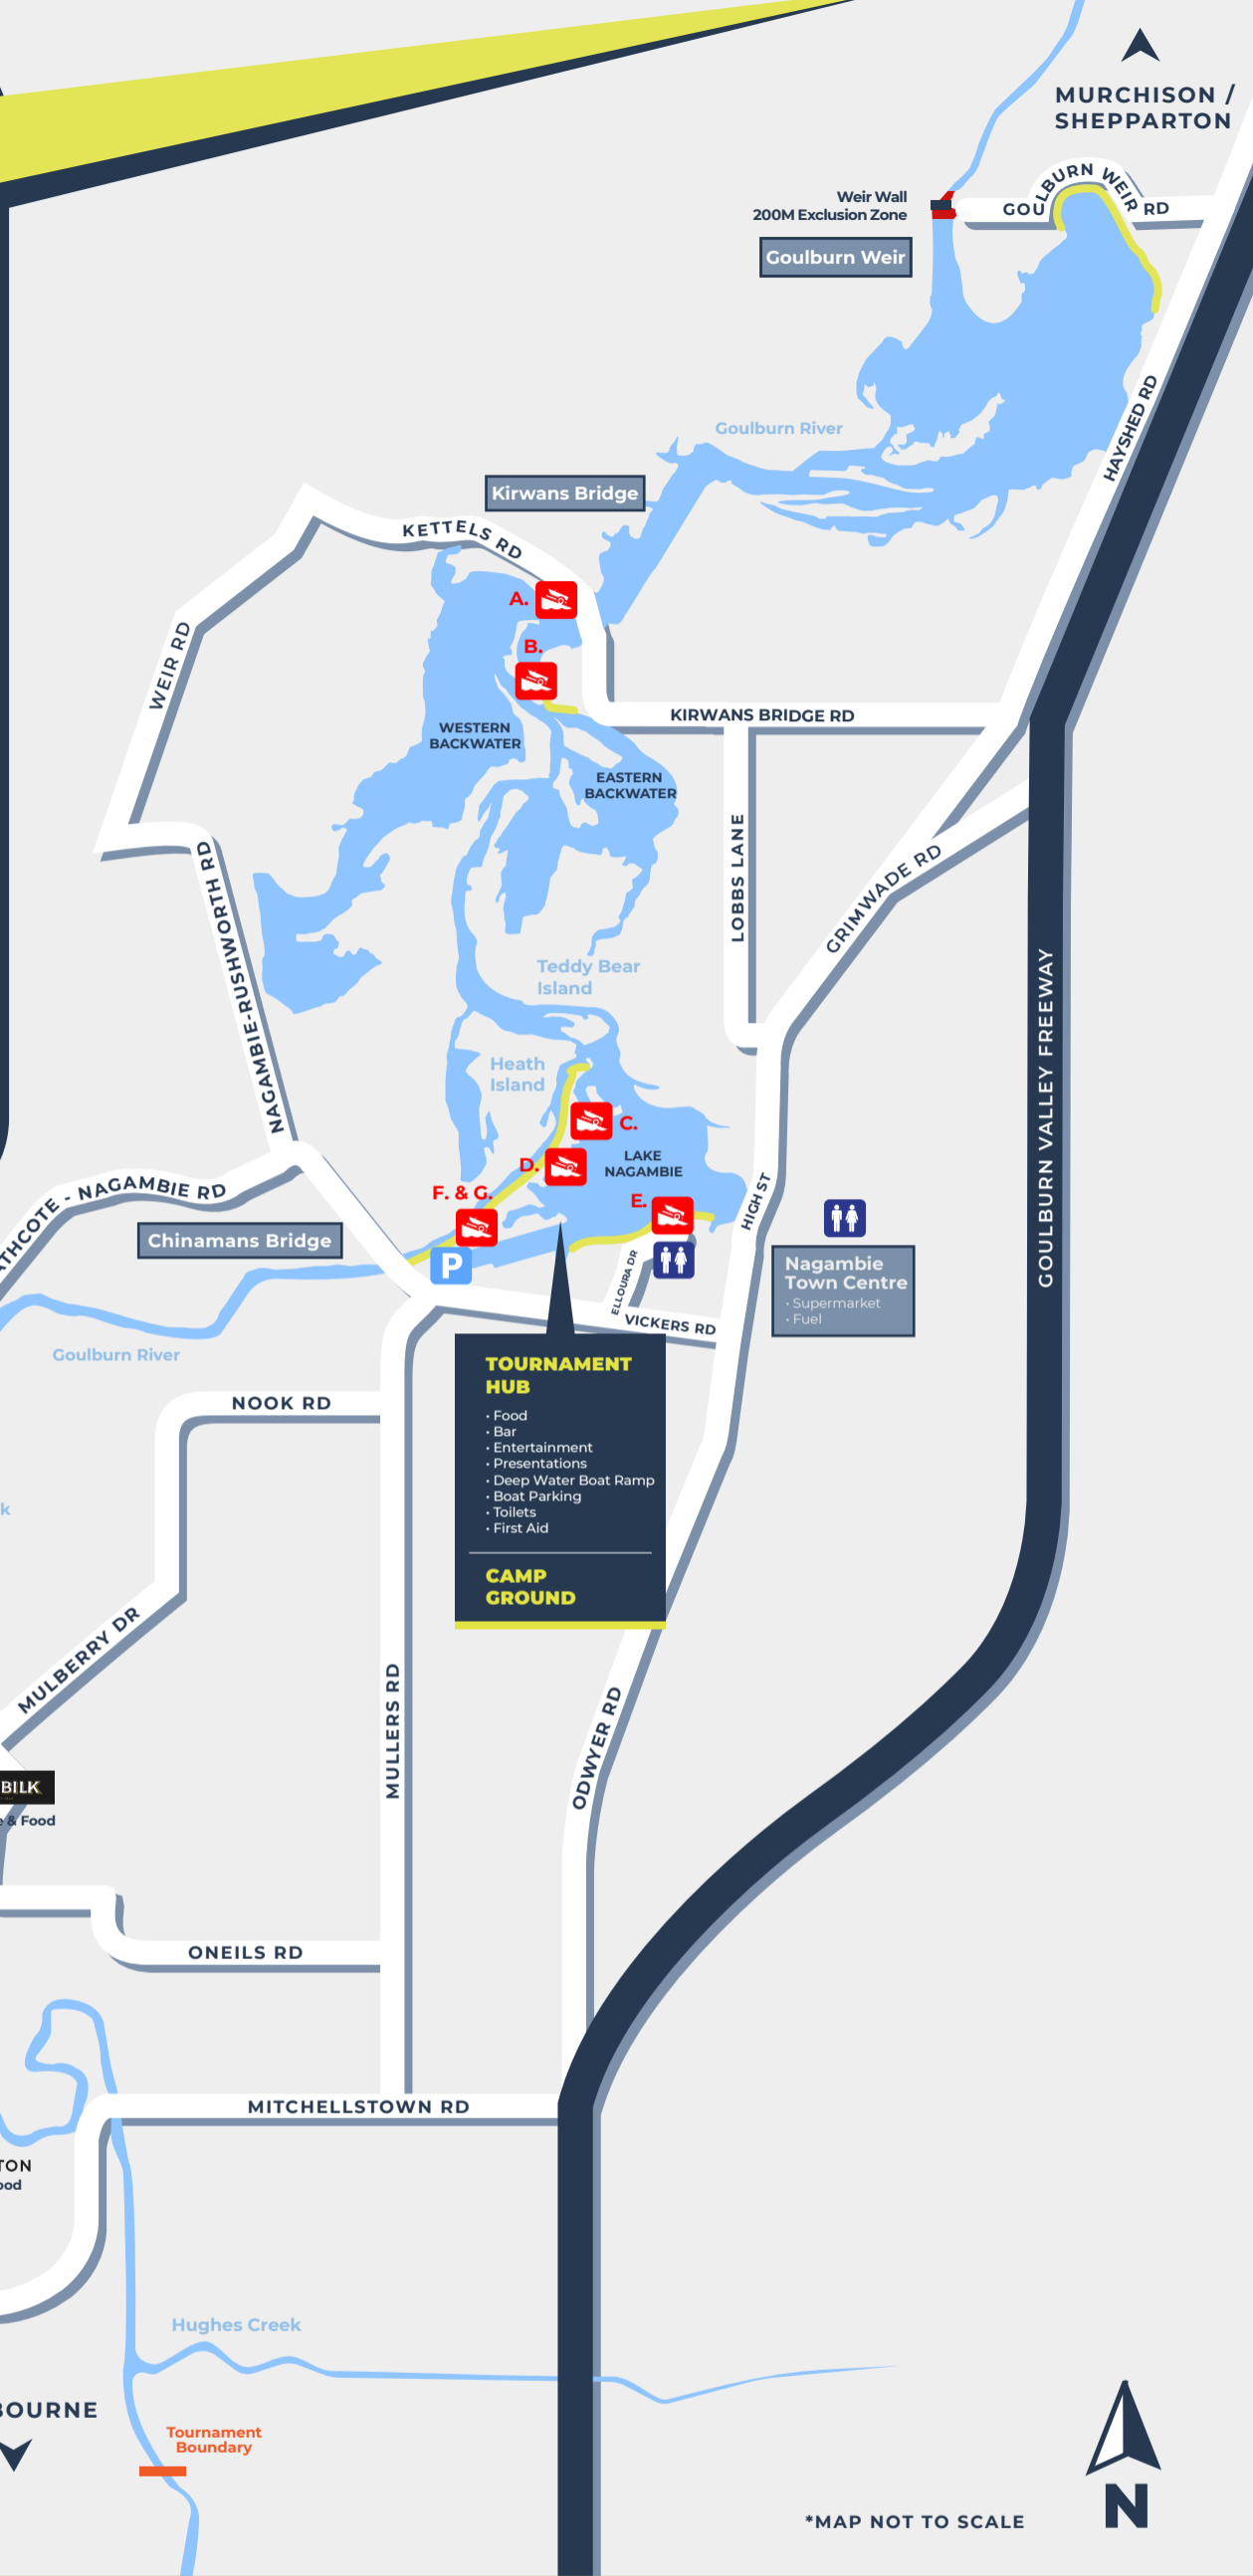 MURCHISON /
SHEPPARTON
Weir Wall
200M Exclusion Zone
GOULBURN WEIR RD
Goulburn Weir
HAYSHED RD
Goulburn River
Kirwans Bridge
KETTELS RD
A.
B.
WEIR RD
KIRWANS BRIDGE RD
WESTERN
BACKWATER
EASTERN
BACKWATER
LOBBS LANE
GRIMWADE RD
NAGAMBIE-RUSHWORTH RD
Teddy Bear
Island
GOULBURN VALLEY FREEWAY
Heath
Island
C.
D.
LAKE
NAGAMBIE
E.
F. & G.
ATHCOTE - NAGAMBIE RD
HIGH ST
Chinamans Bridge
P
Nagambie
Town Centre
• Supermarket
• Fuel
ELLOURA DR
VICKERS RD
Goulburn River
TOURNAMENT
HUB
• Food
• Bar
• Entertainment
• Presentations
• Deep Water Boat Ramp
• Boat Parking
• Toilets
• First Aid
CAMP
GROUND
NOOK RD
k
MULBERRY DR
MULLERS RD
ODWYER RD
BILK
e & Food
ONEILS RD
MITCHELLSTOWN RD
TON
ood
Hughes Creek
BOURNE
Tournament
Boundary
*MAP NOT TO SCALE
N